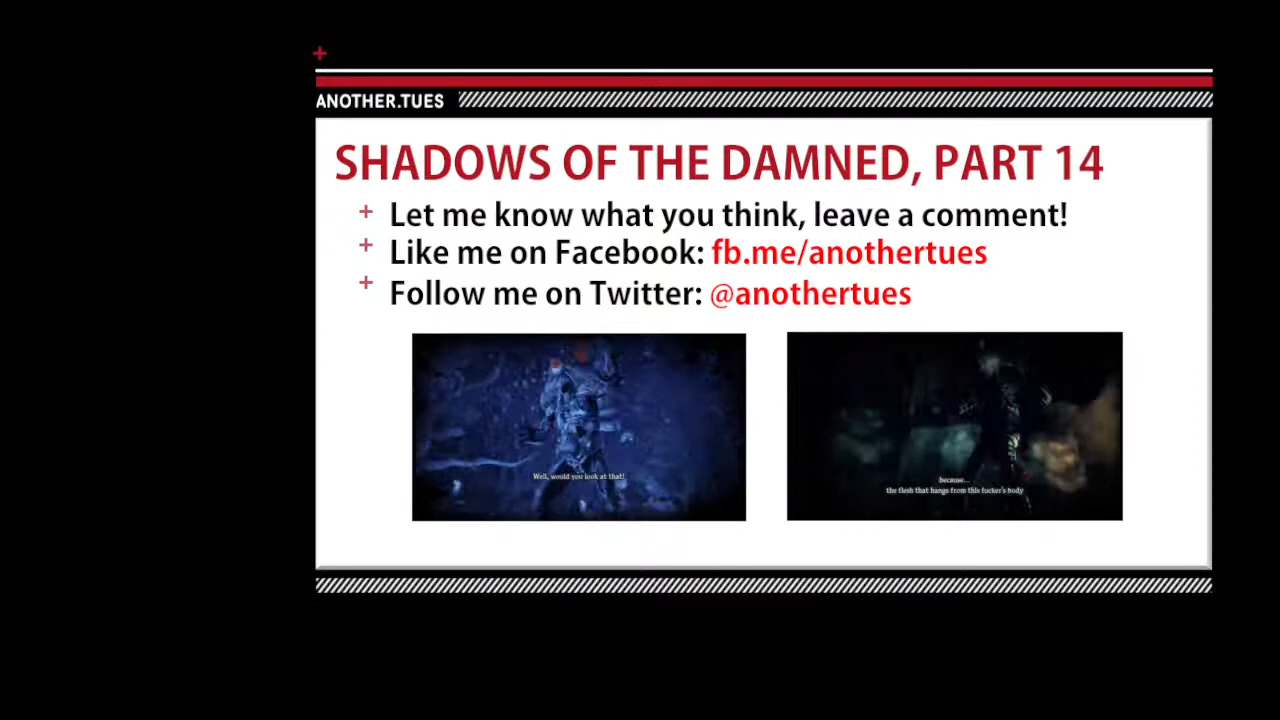 ANOTHER.TUES
SHADOWS OF THE DAMNED, PART 14
Let me know what you think, leave a comment!
Like me on Facebook: fb.me/anothertues
Follow me on Twitter: @anothertues
Well, would you look at that!
because...
the flesh that hangs from this fucker's body